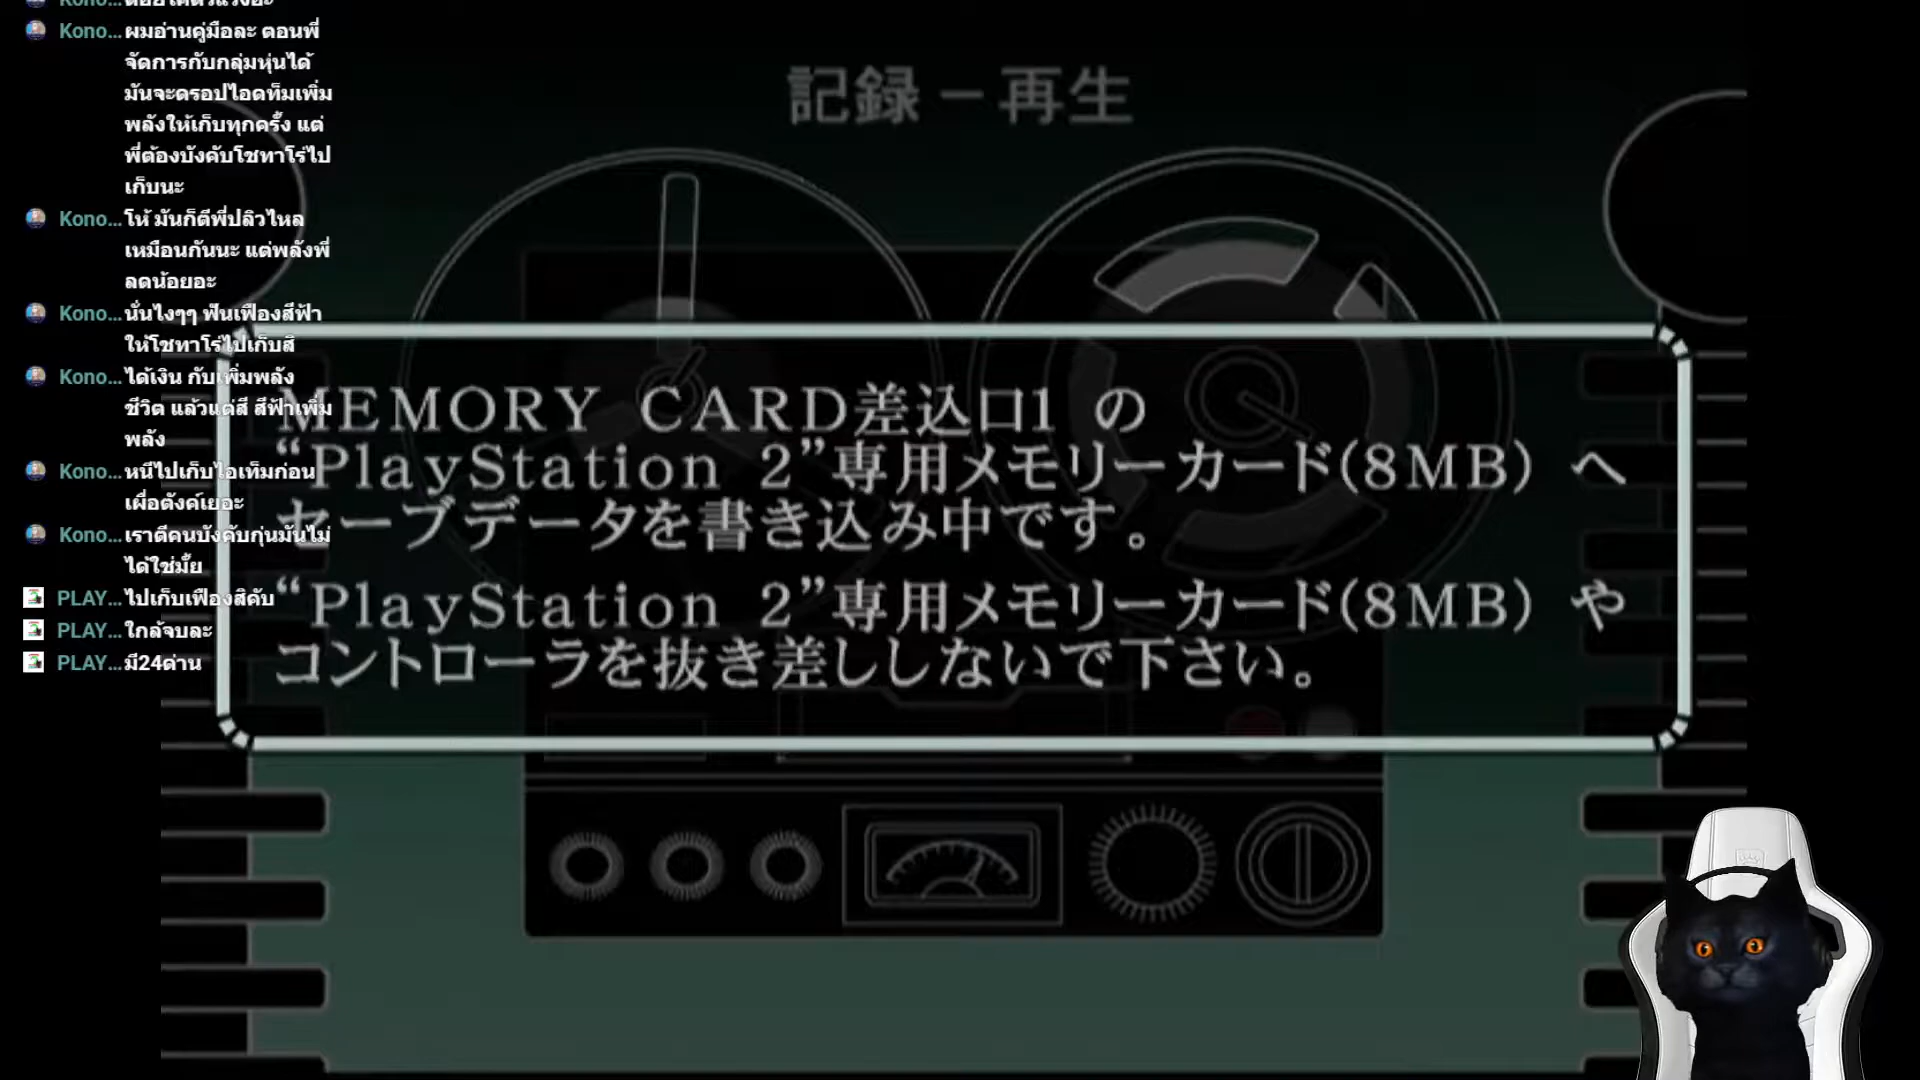 Kono...
ผมอ่านคู่มือละ ตอนพี่
จัดการกับกลุ่มหุ่นได้
มันจะดรอปไอดท็มเพิ่ม
พลังให้เก็บทุกครั้ง แต่
พี่ต้องบังคับโชทาโร่ไป
เก็บนะ
Kono...
โห้ มันก็ตีพี่ปลิวไหล
เหมือนกันนะ แต่พลังพี่
ลดน้อยอะ
Kono...
นั่นไงๆๆ ฟันเฟืองสีฟ้า
ให้โชทาโร่ไปเก็บสิ
Kono...
ได้เงิน กับเพิ่มพลัง
ชีวิต แล้วแต่สี สีฟ้าเพิ่ม
พลัง
Kono...
หนีไปเก็บไอเท็มก่อน
เผื่อตังค์เยอะ
Kono...
เราตีคนบังคับกุ่นมันไม่
ได้ใช่มั้ย
PLAY...
ไปเก็บเฟืองสิคับ
PLAY...
ใกล้จบละ
PLAY...
มี24ด่าน
記録－再生
MEMORY CARD差込口1 の
“PlayStation 2”専用メモリーカード(8MB) へ
セーブデータを書き込み中です。
“PlayStation 2”専用メモリーカード(8MB) や
コントローラを抜き差ししないで下さい。